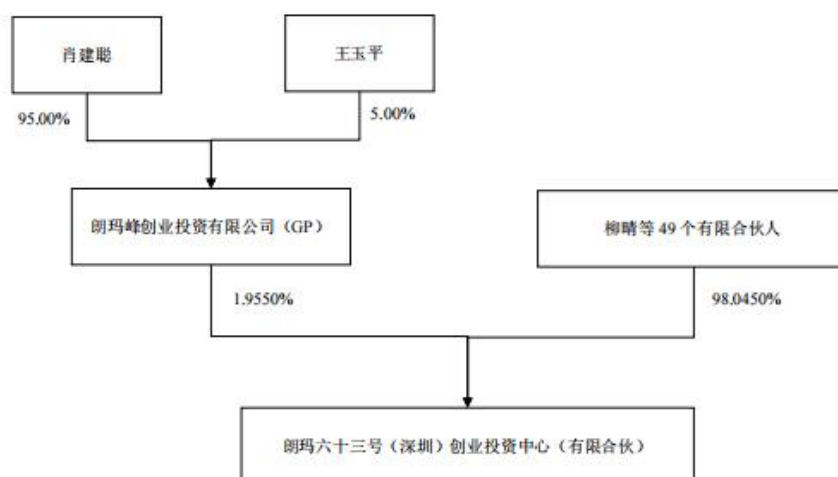 肖建聪
王玉平
95.00%
5.00%
朗玛峰创业投资有限公司（GP）
柳晴等 49 个有限合伙人
1.9550%
98.0450%
朗玛六十三号（深圳）创业投资中心（有限合伙）